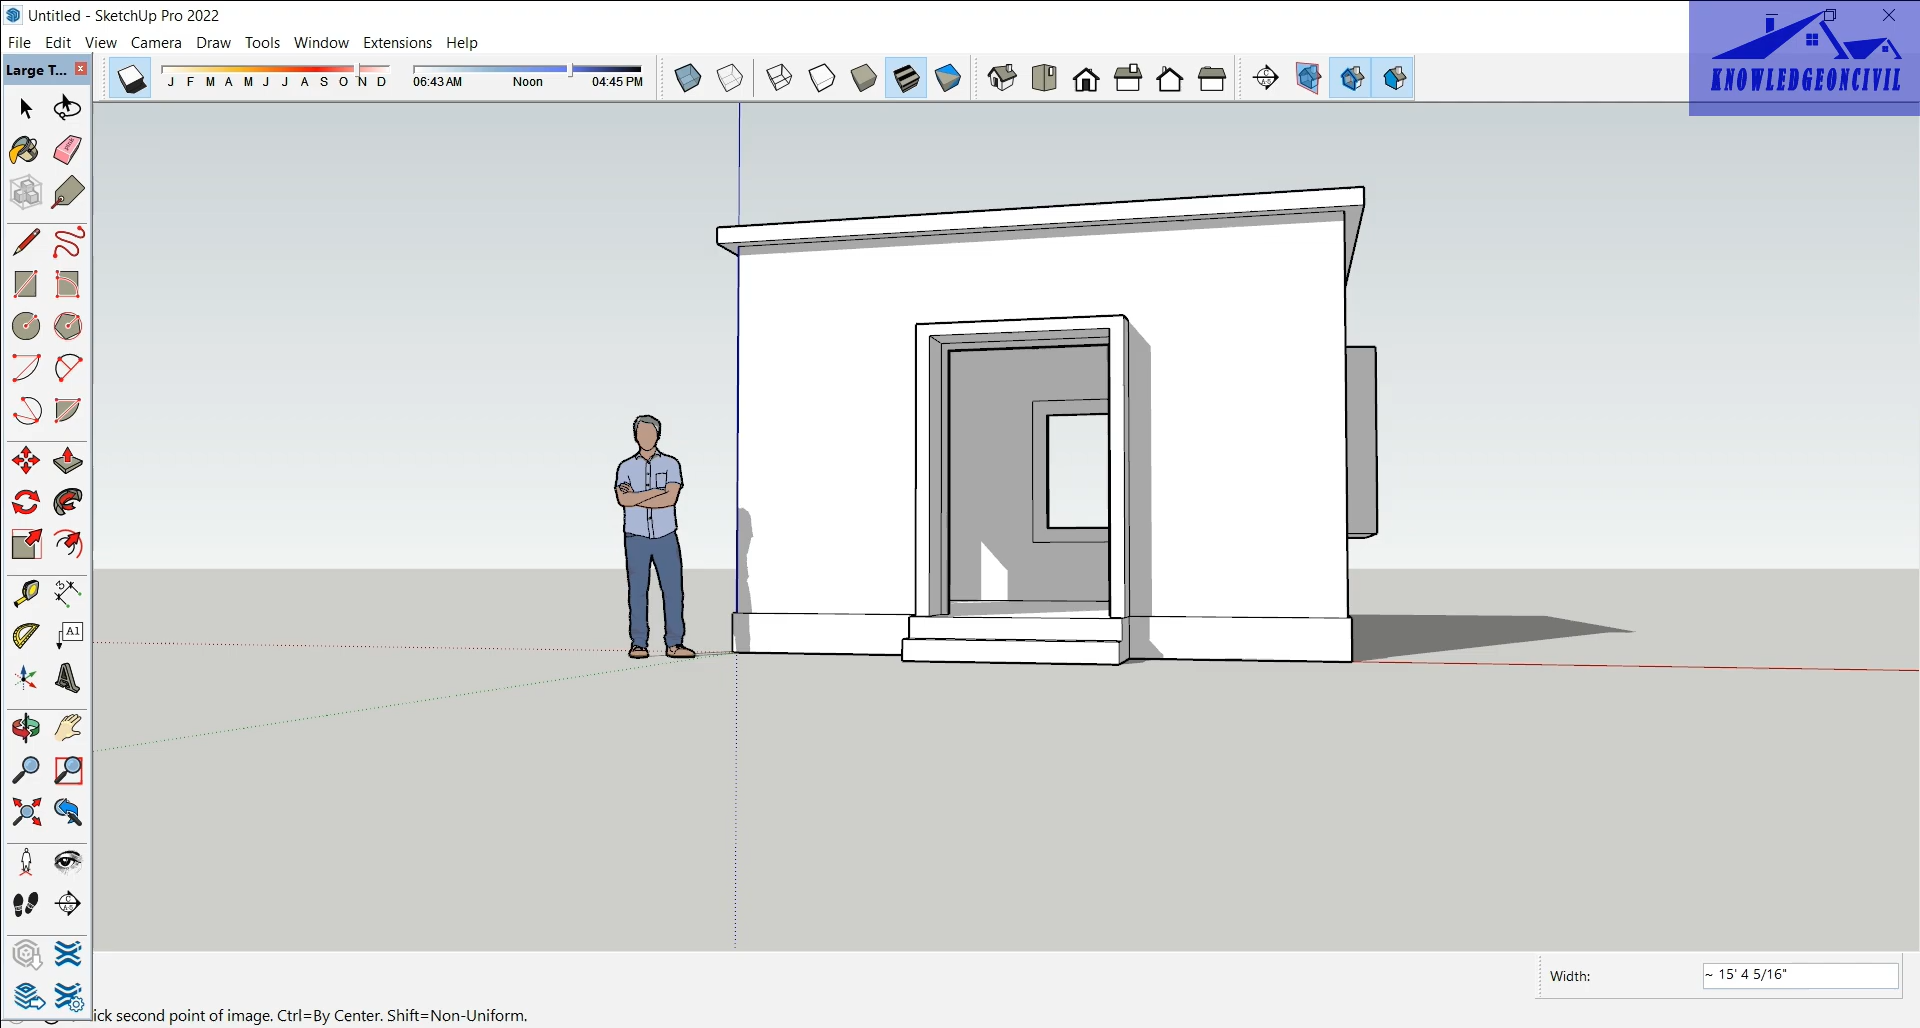 Untitled - SketchUp Pro 2022
File Edit View Camera Draw Tools Window Extensions Help
Large T...
J F M A M J J A S O N D
06:43 AM Noon 04:45 PM
KNOWLEDGEONCIVIL
A1
Width: ~ 15' 4 5/16"
ick second point of image. Ctrl=By Center. Shift=Non-Uniform.